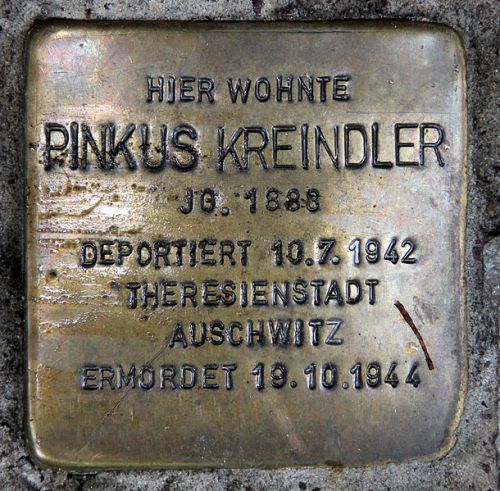 HIER WOHNTE
PINKUS KREINDLER
JG. 1888
DEPORTIERT 10.7.1942
THERESIENSTADT
AUSCHWITZ
ERMORDET 19.10.1944